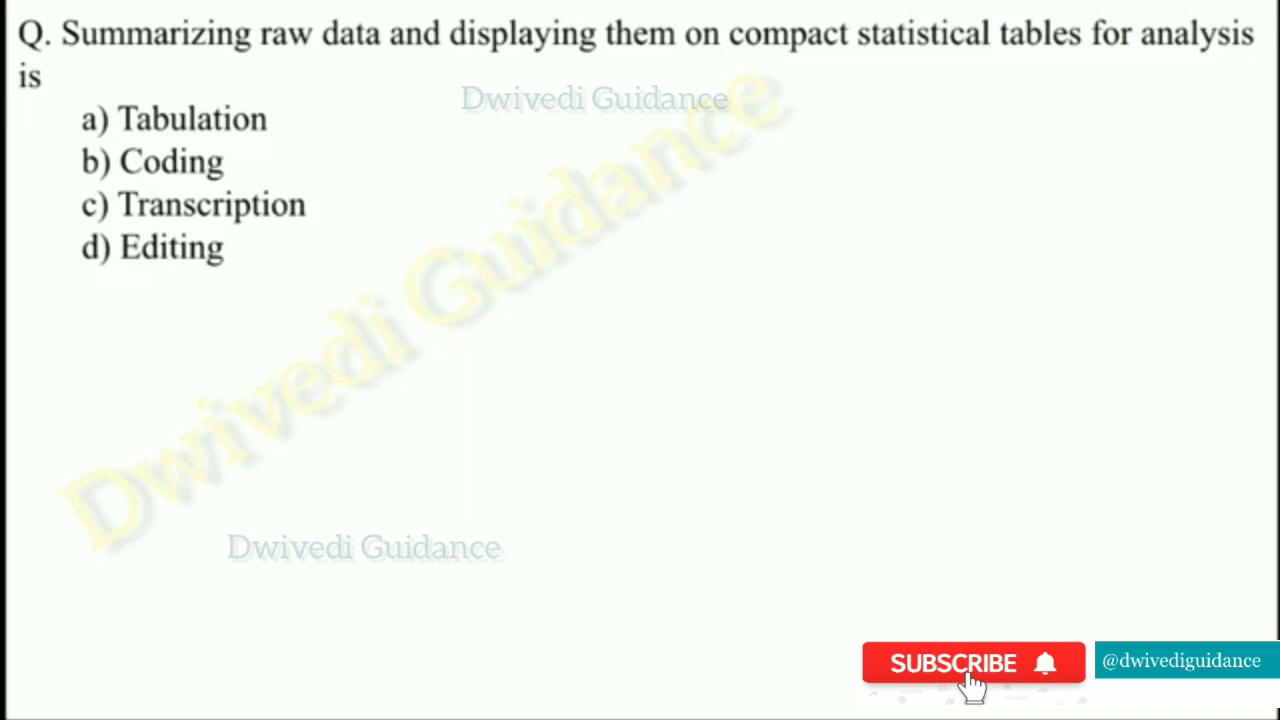 Q. Summarizing raw data and displaying them on compact statistical tables for analysis
is
Dwivedi Guidance
a) Tabulation
b) Coding
c) Transcription
d) Editing
Dwivedi Guidance
Dwivedi Guidance
SUBSCRIBE
@dwivediguidance